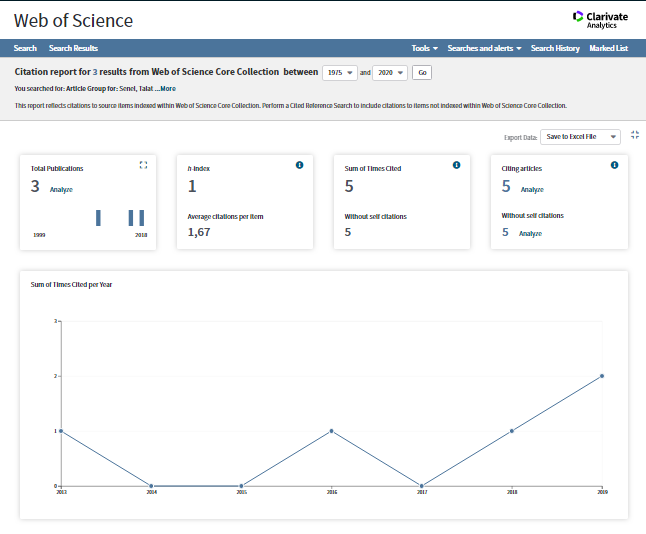 Web of Science
Clarivate
Analytics
Search Search Results Tools Searches and alerts Search History Marked List
Citation report for 3 results from Web of Science Core Collection between 1975 and 2020 Go
You searched for: Article Group for: Senel, Talat ...More
This report reflects citations to source items indexed within Web of Science Core Collection. Perform a Cited Reference Search to include citations to items not indexed within Web of Science Core Collection.
Export Data: Save to Excel File
Total Publications
3 Analyze
1999 2018
h-index
1
Average citations per item
1,67
Sum of Times Cited
5
Without self citations
5
Citing articles
5 Analyze
Without self citations
5 Analyze
Sum of Times Cited per Year
3
2
1
0
2013 2014 2015 2016 2017 2018 2019